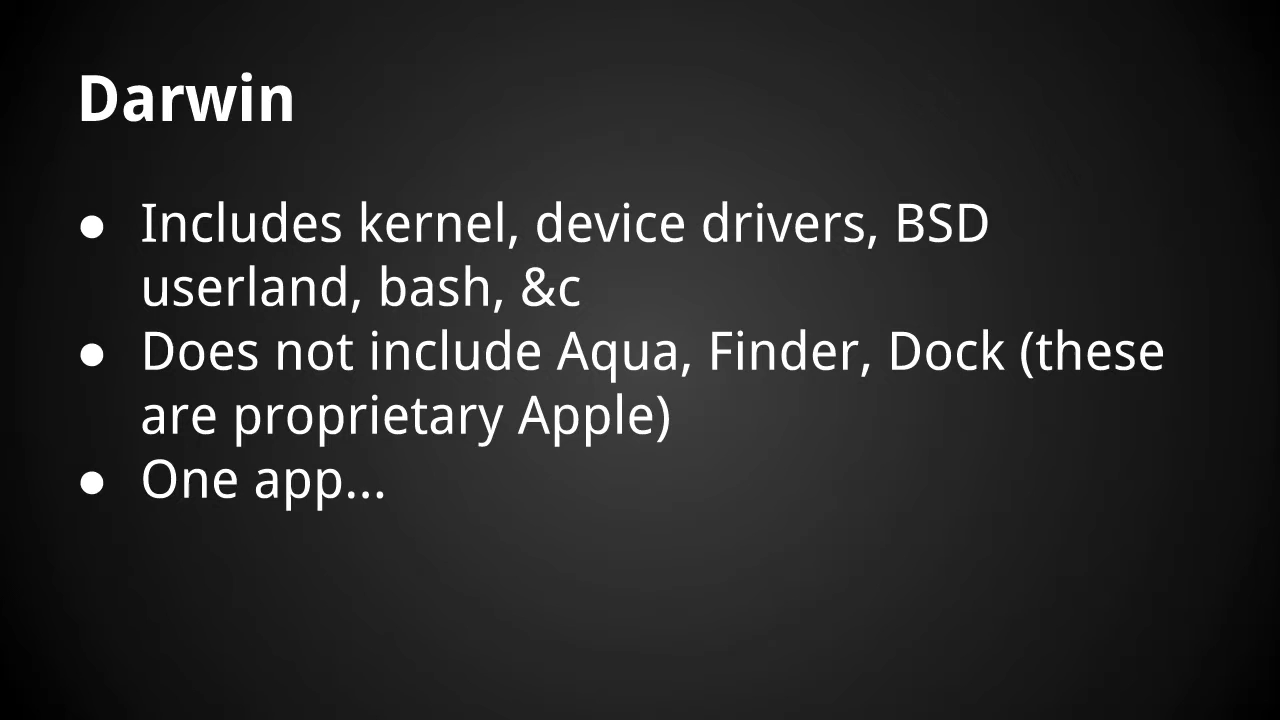 Darwin
● Includes kernel, device drivers, BSD
userland, bash, &c
● Does not include Aqua, Finder, Dock (these
are proprietary Apple)
● One app...